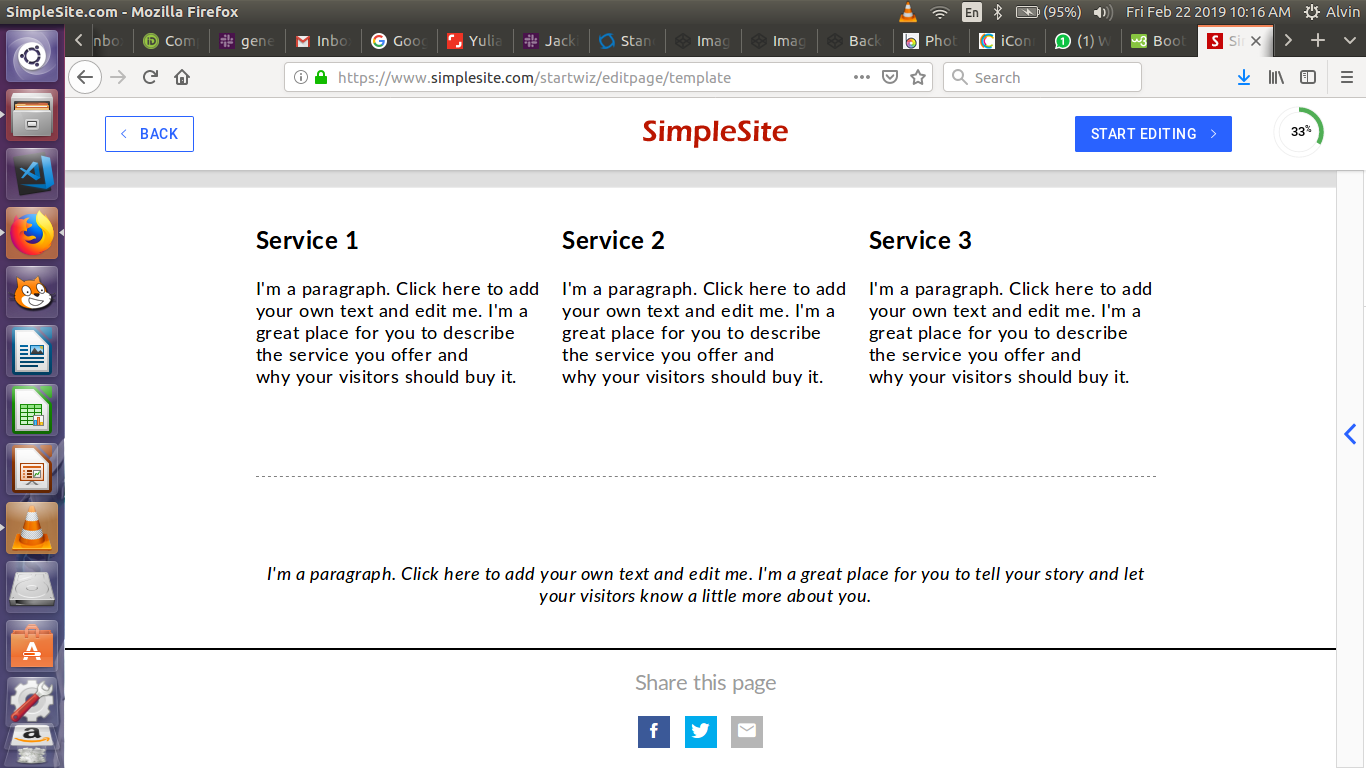 SimpleSite.com - Mozilla Firefox
En
(95%)
Fri Feb 22 2019 10:16 AM
Alvin
Com
gene
Inbo
Goog
Yulia
Jack
Stan
Imag
Imag
Back
Phot
iCon
(1) W
Boot
https://www.simplesite.com/startwiz/editpage/template
Search
BACK
SimpleSite
START EDITING
33%
Service 1
I'm a paragraph. Click here to add
your own text and edit me. I'm a
great place for you to describe
the service you offer and
why your visitors should buy it.
Service 2
I'm a paragraph. Click here to add
your own text and edit me. I'm a
great place for you to describe
the service you offer and
why your visitors should buy it.
Service 3
I'm a paragraph. Click here to add
your own text and edit me. I'm a
great place for you to describe
the service you offer and
why your visitors should buy it.
I'm a paragraph. Click here to add your own text and edit me. I'm a great place for you to tell your story and let
your visitors know a little more about you.
Share this page